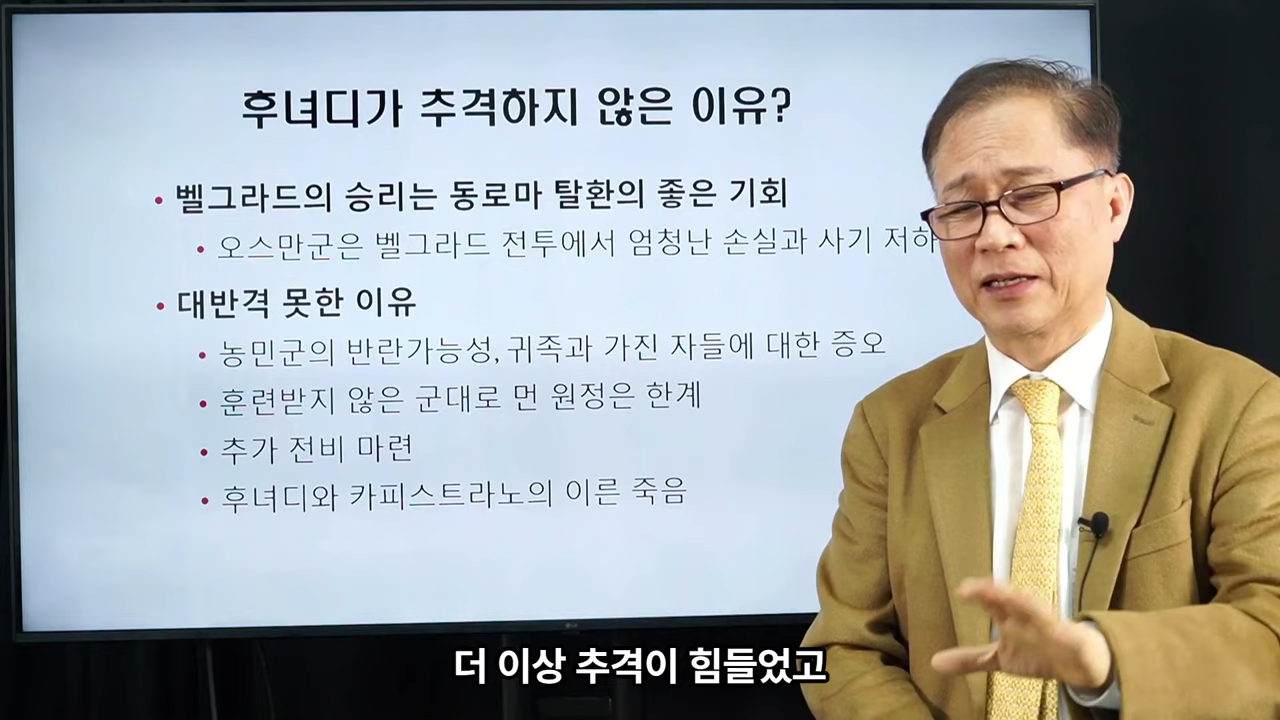 후녀디가 추격하지 않은 이유?
• 벨그라드의 승리는 동로마 탈환의 좋은 기회
• 오스만군은 벨그라드 전투에서 엄청난 손실과 사기 저하
• 대반격 못한 이유
• 농민군의 반란가능성, 귀족과 가진 자들에 대한 증오
• 훈련받지 않은 군대로 먼 원정은 한계
• 추가 전비 마련
• 후녀디와 카피스트라노의 이른 죽음
더 이상 추격이 힘들었고